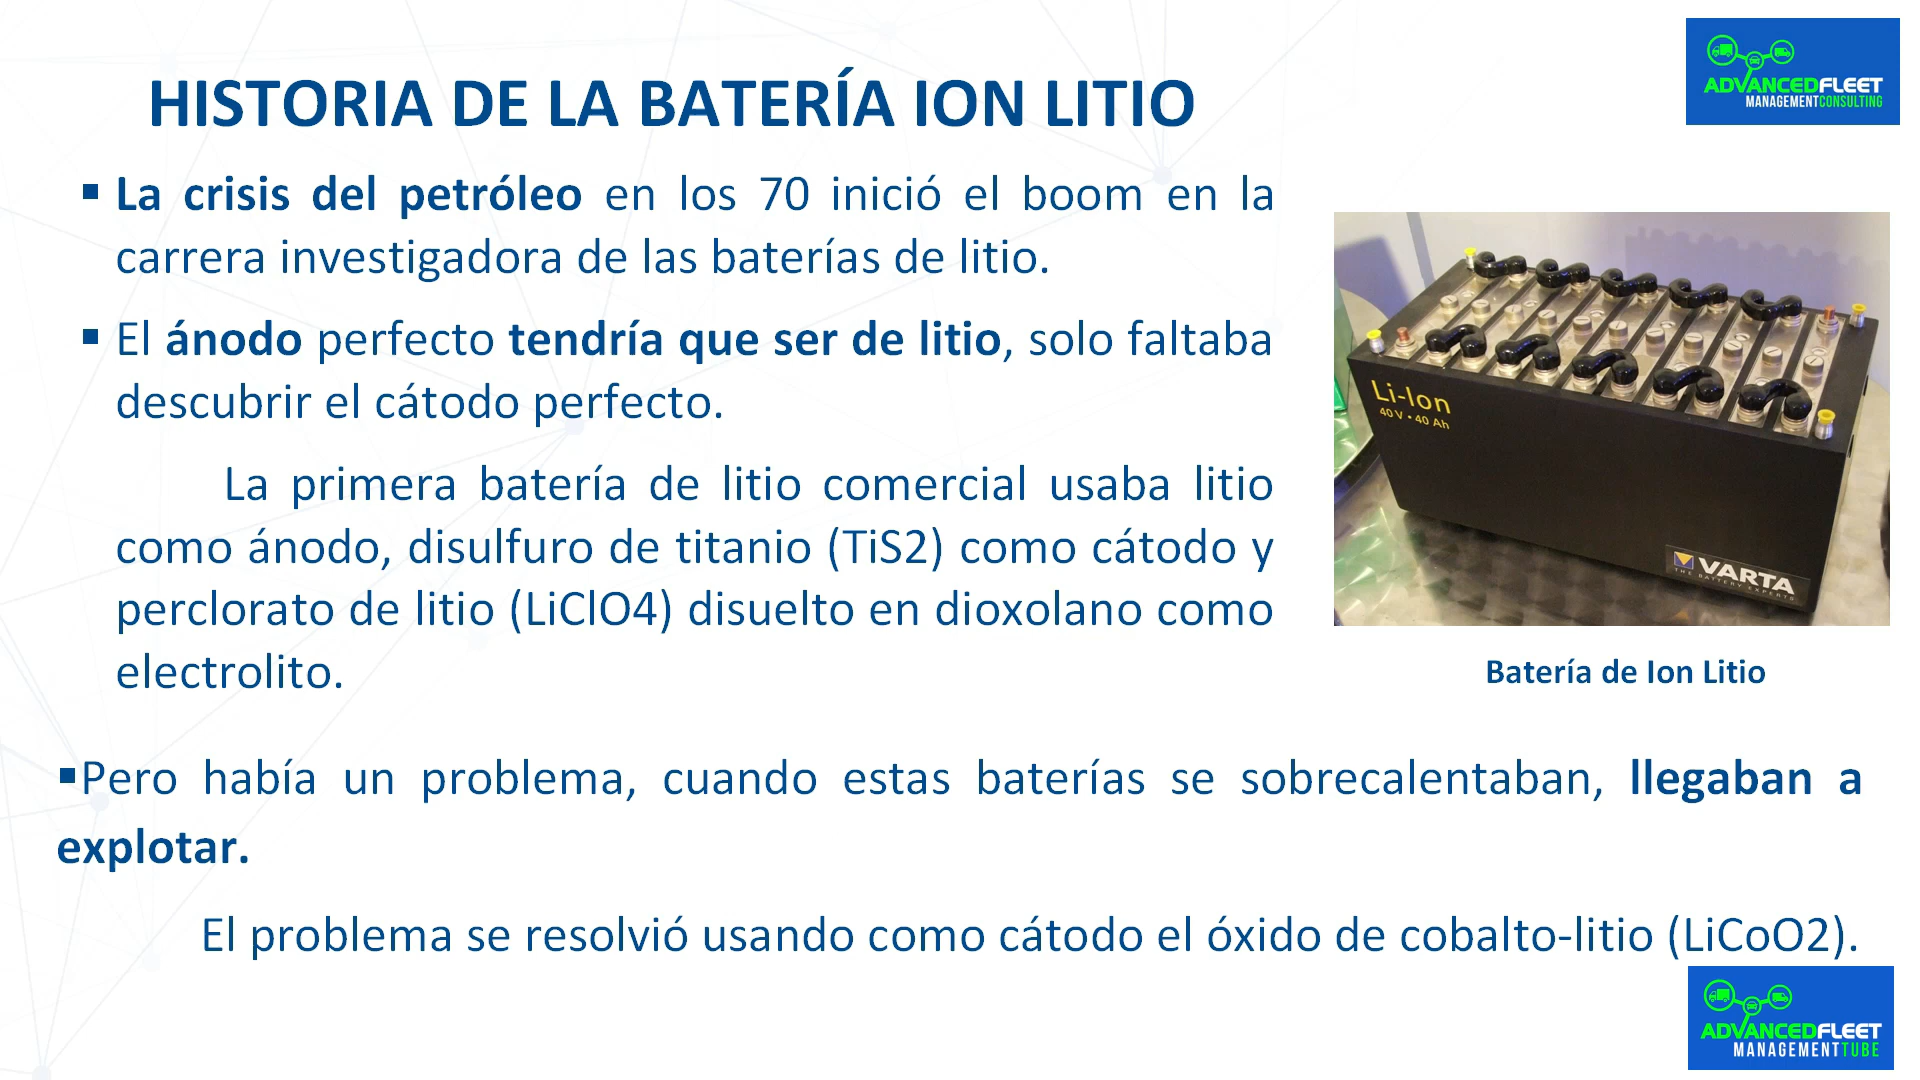 ADVANCEDFLEET
MANAGEMENTCONSULTING
HISTORIA DE LA BATERÍA ION LITIO
▪ La crisis del petróleo en los 70 inició el boom en la
carrera investigadora de las baterías de litio.
▪ El ánodo perfecto tendría que ser de litio, solo faltaba
descubrir el cátodo perfecto.
La primera batería de litio comercial usaba litio
como ánodo, disulfuro de titanio (TiS2) como cátodo y
perclorato de litio (LiClO4) disuelto en dioxolano como
electrolito.
Li-Ion
40 V • 40 Ah
VARTA
THE BATTERY EXPERTS
Batería de Ion Litio
▪Pero había un problema, cuando estas baterías se sobrecalentaban, llegaban a
explotar.
El problema se resolvió usando como cátodo el óxido de cobalto-litio (LiCoO2).
ADVANCEDFLEET
MANAGEMENTTUBE